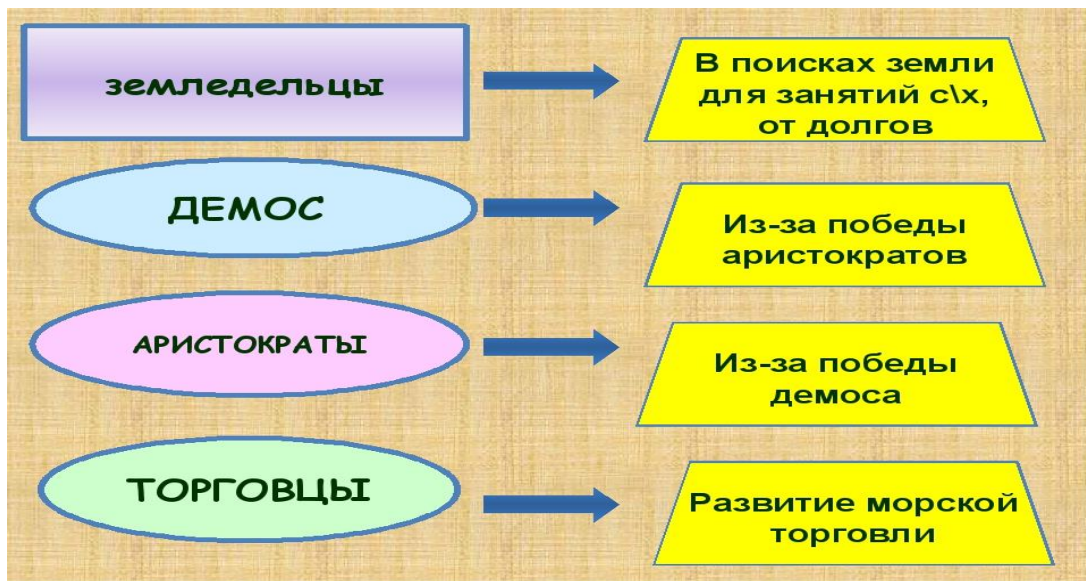 земледельцы
В поисках земли
для занятий с\х,
от долгов
ДЕМОС
Из-за победы
аристократов
АРИСТОКРАТЫ
Из-за победы
демоса
ТОРГОВЦЫ
Развитие морской
торговли